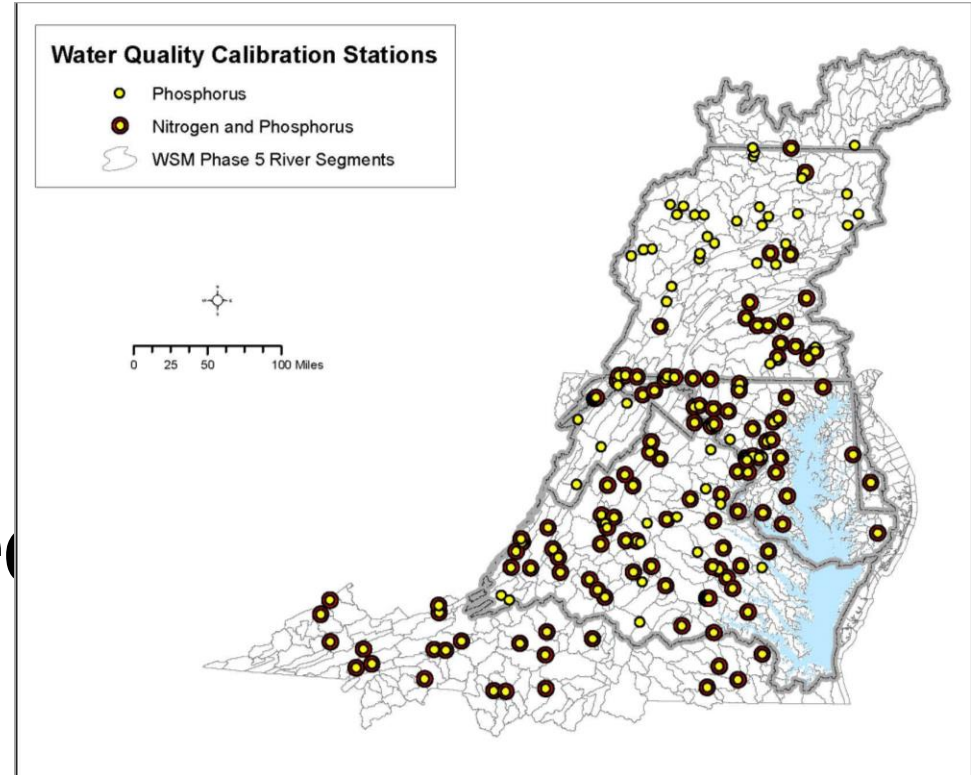 Water Quality Calibration Stations
Phosphorus
Nitrogen and Phosphorus
WSM Phase 5 River Segments
0 25 50 100 Miles